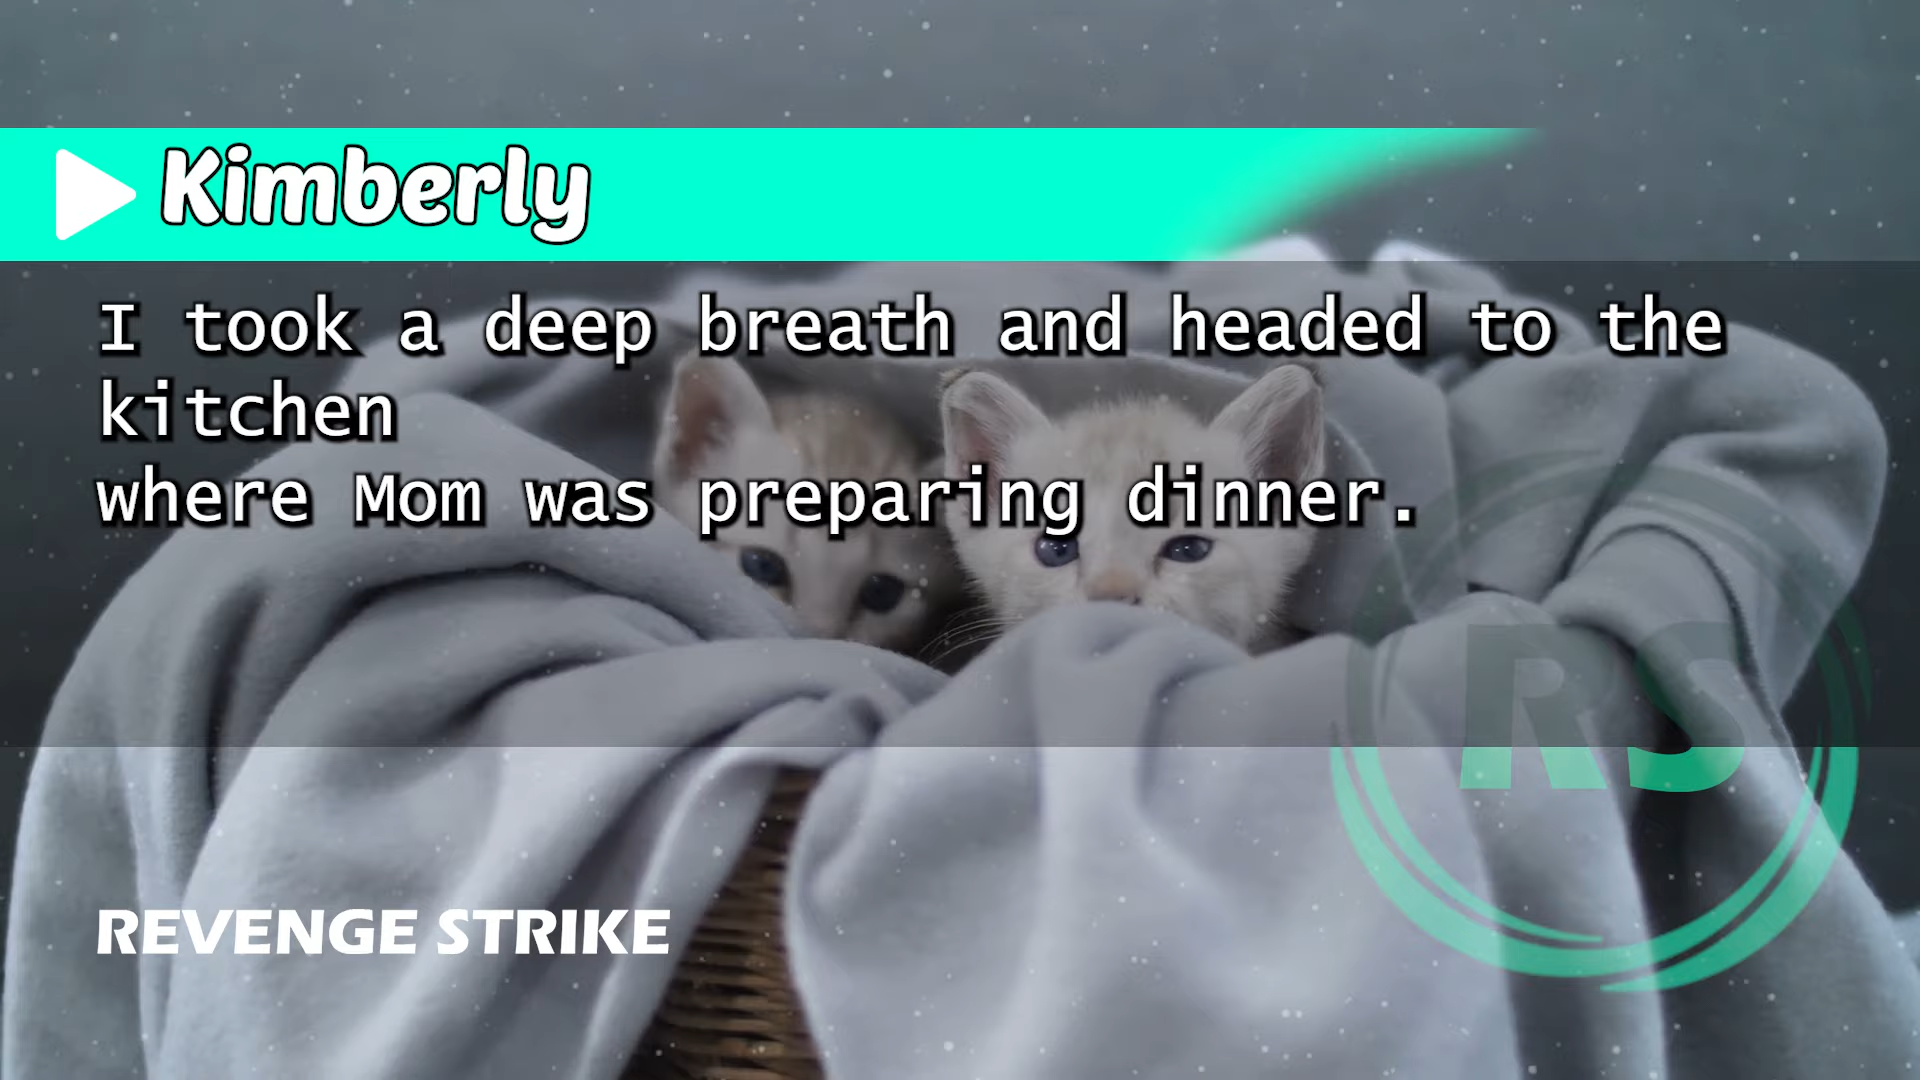 Kimberly
I took a deep breath and headed to the
kitchen
where Mom was preparing dinner.
RS
REVENGE STRIKE